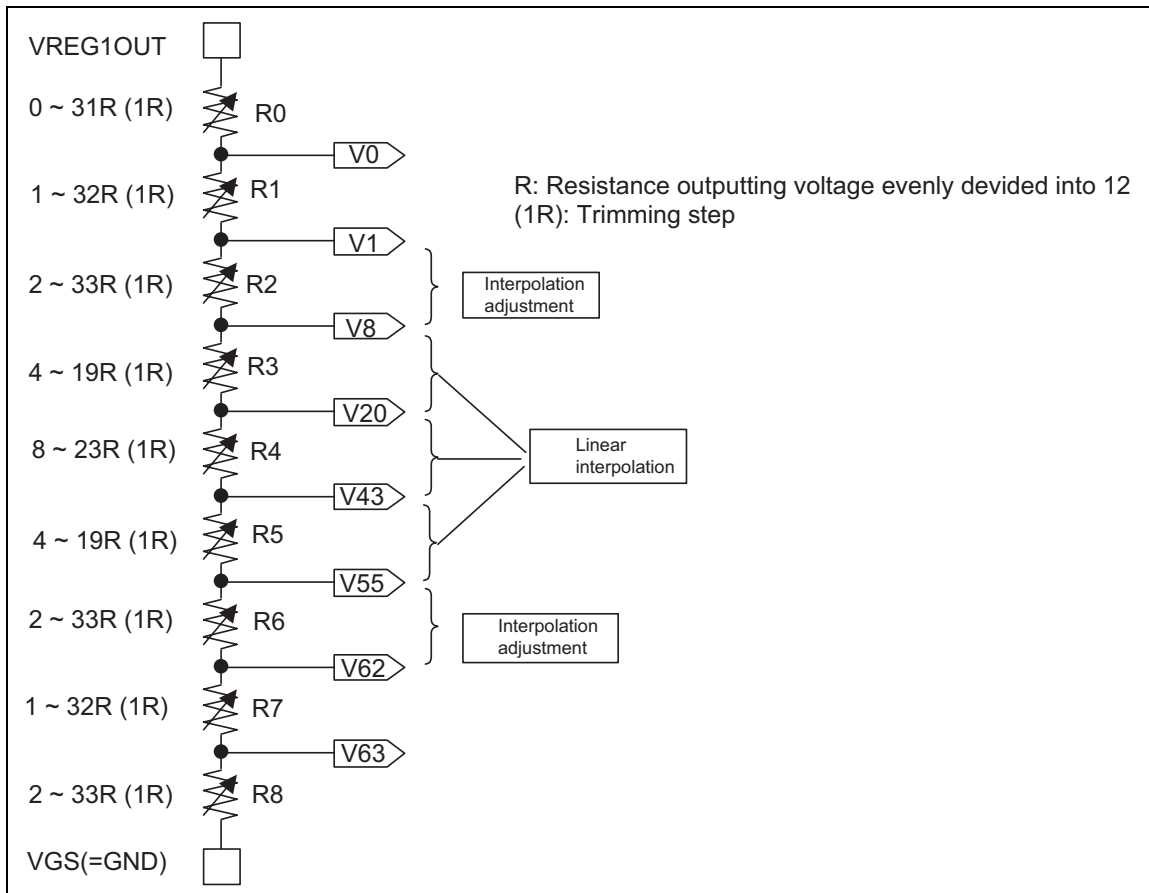 VREG1OUT
0 ~ 31R (1R)
R0
V0
1 ~ 32R (1R)
R1
R: Resistance outputting voltage evenly devided into 12
(1R): Trimming step
V1
2 ~ 33R (1R)
R2
Interpolation
adjustment
V8
4 ~ 19R (1R)
R3
V20
8 ~ 23R (1R)
R4
Linear
interpolation
V43
4 ~ 19R (1R)
R5
V55
2 ~ 33R (1R)
R6
Interpolation
adjustment
V62
1 ~ 32R (1R)
R7
V63
2 ~ 33R (1R)
R8
VGS(=GND)